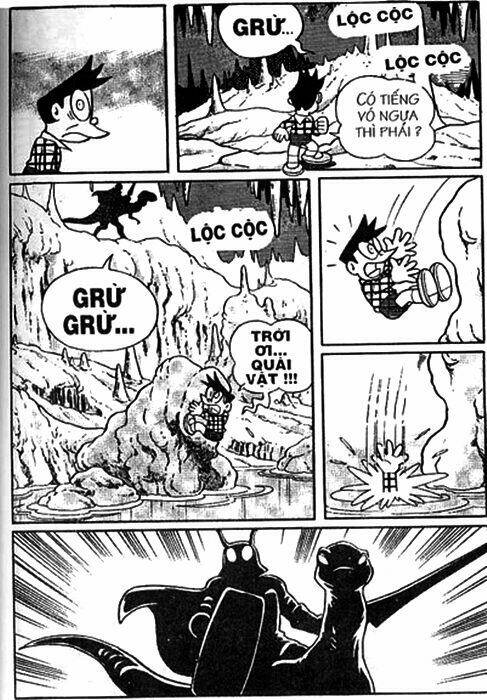 GRỪ...
LỘC CỘC
LỘC CỘC
CÓ TIẾNG
VÓ NGỰA
THÌ PHẢI ?
LỘC CỘC
GRỪ
GRỪ...
TRỜI
ƠI...
QUÁI
VẬT !!!